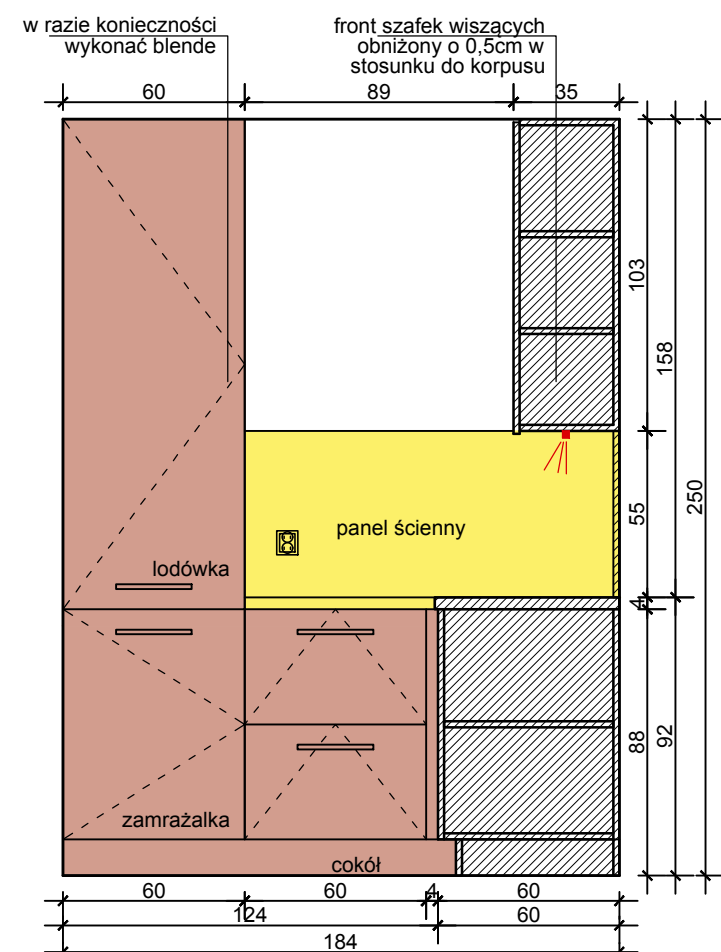 w razie konieczności
wykonać blende
front szafek wiszących
obniżony o 0,5cm w
stosunku do korpusu
60
89
35
103
158
250
55
panel ścienny
lodówka
4
88
92
zamrażalka
cokół
60
60
4
60
124
60
184